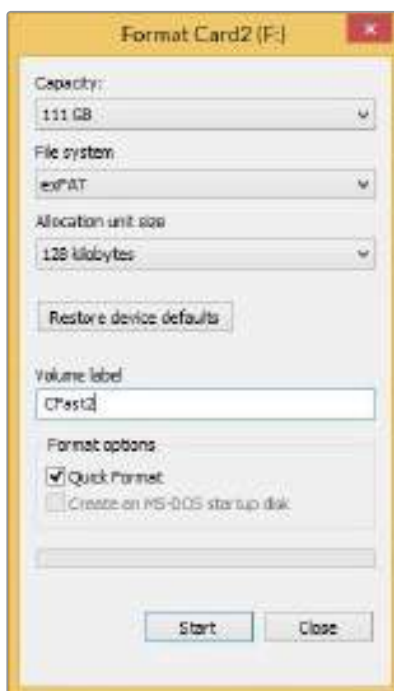 Format Card2 (F:)
Capacity:
111 GB
File system
exFAT
Allocation unit size
128 kilobytes
Restore device defaults
Volume label
CFast2
Format options
Quick Format
Create an MS-DOS startup disk
Start
Close